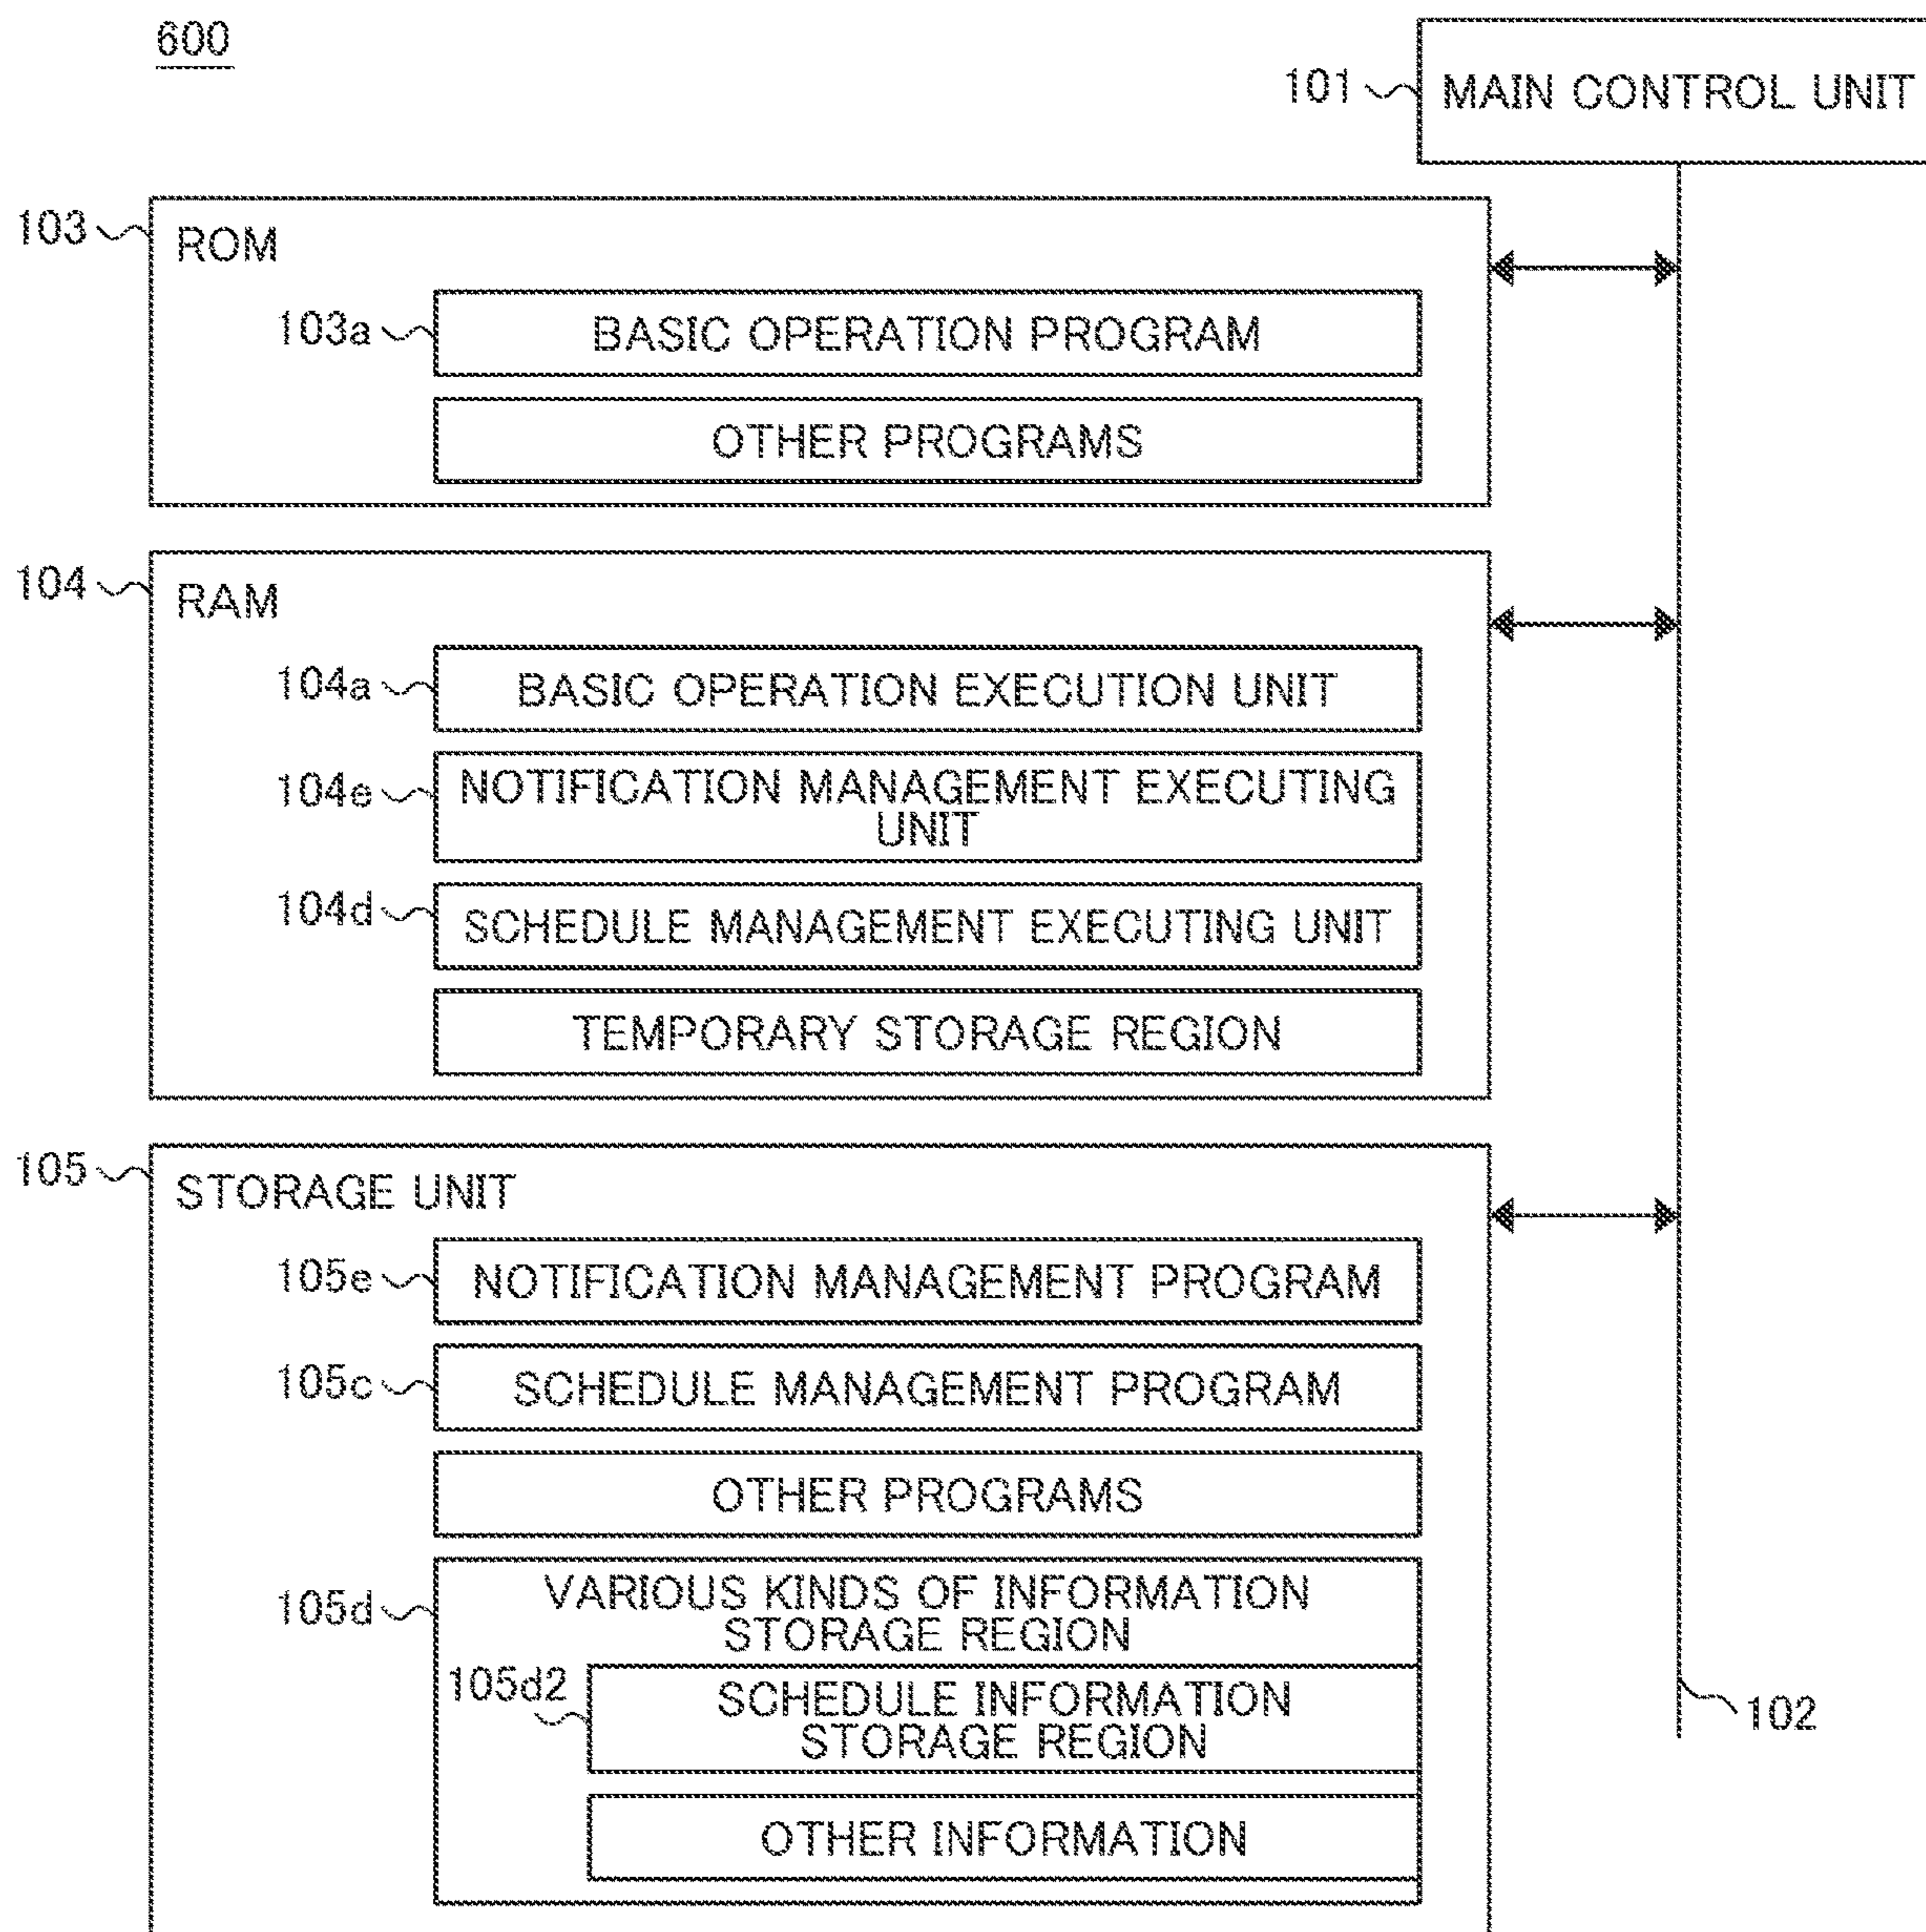 600
101 MAIN CONTROL UNIT
103
ROM
103a BASIC OPERATION PROGRAM
OTHER PROGRAMS
104
RAM
104a BASIC OPERATION EXECUTION UNIT
104e NOTIFICATION MANAGEMENT EXECUTING
UNIT
104d SCHEDULE MANAGEMENT EXECUTING UNIT
TEMPORARY STORAGE REGION
105
STORAGE UNIT
105e NOTIFICATION MANAGEMENT PROGRAM
105c SCHEDULE MANAGEMENT PROGRAM
OTHER PROGRAMS
105d VARIOUS KINDS OF INFORMATION
STORAGE REGION
105d2 SCHEDULE INFORMATION
STORAGE REGION
102
OTHER INFORMATION